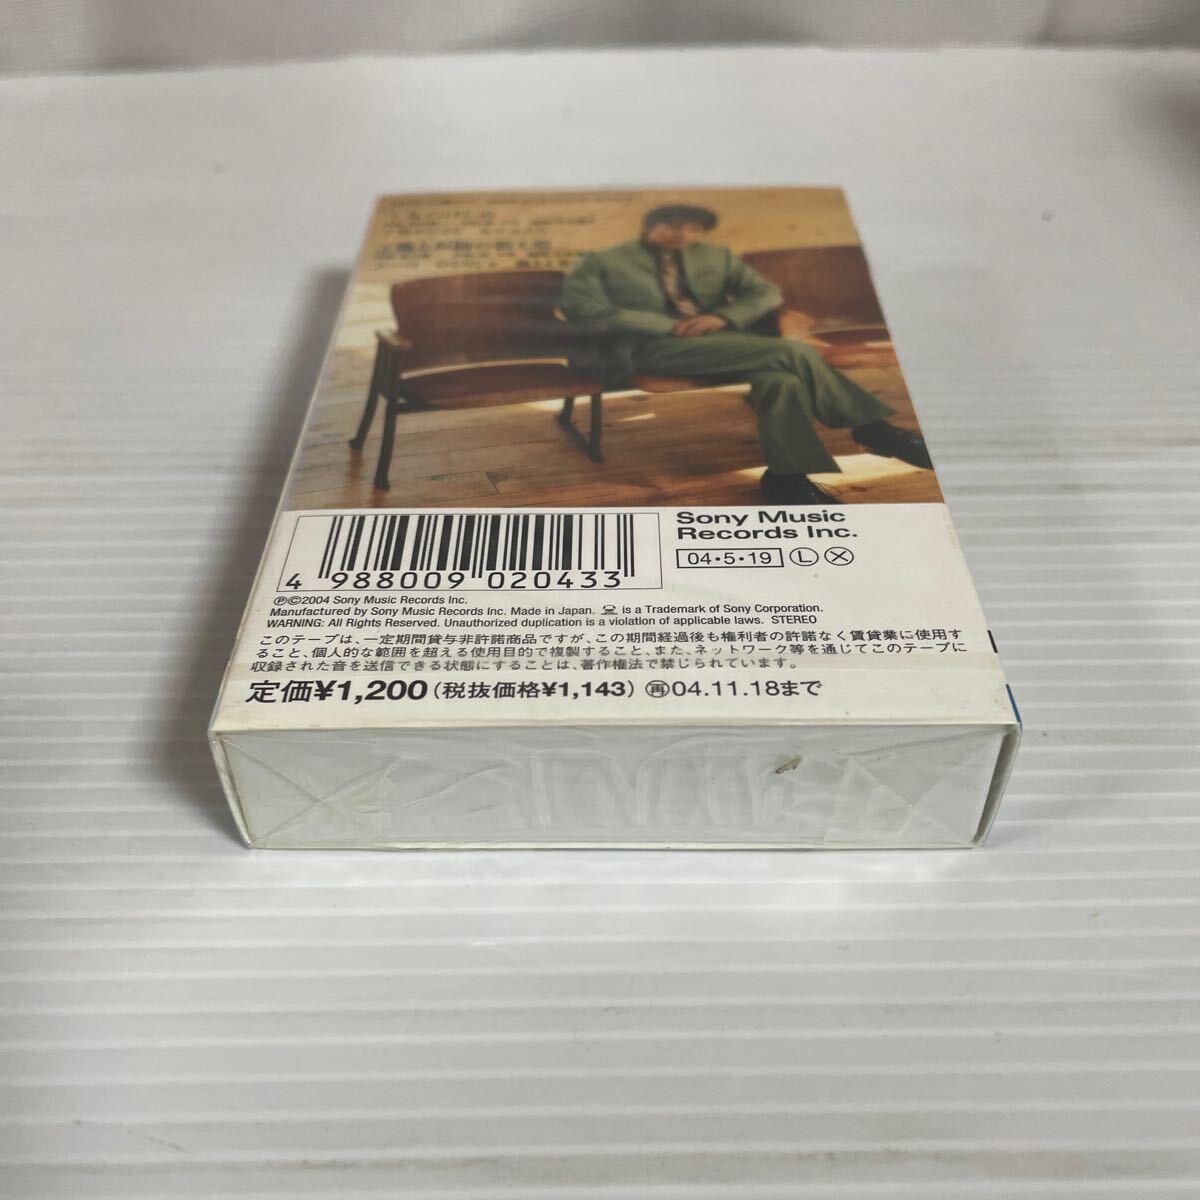 Sony Music
Records Inc.
04・5・19 Ⓛ Ⓧ
4 988009 020433
Ⓟ©2004 Sony Music Records Inc.
Manufactured by Sony Music Records Inc. Made in Japan. is a Trademark of Sony Corporation.
WARNING: All Rights Reserved. Unauthorized duplication is a violation of applicable laws. STEREO
このテープは、一定期間貸与非許諾商品ですが、この期間経過後も権利者の許諾なく賃貸業に使用す
ること、個人的な範囲を超える使用目的で複製すること、また、ネットワーク等を通じてこのテープに
収録された音を送信できる状態にすることは、著作権法で禁じられています。
定価¥1,200(税抜価格¥1,143) ㊢04.11.18まで